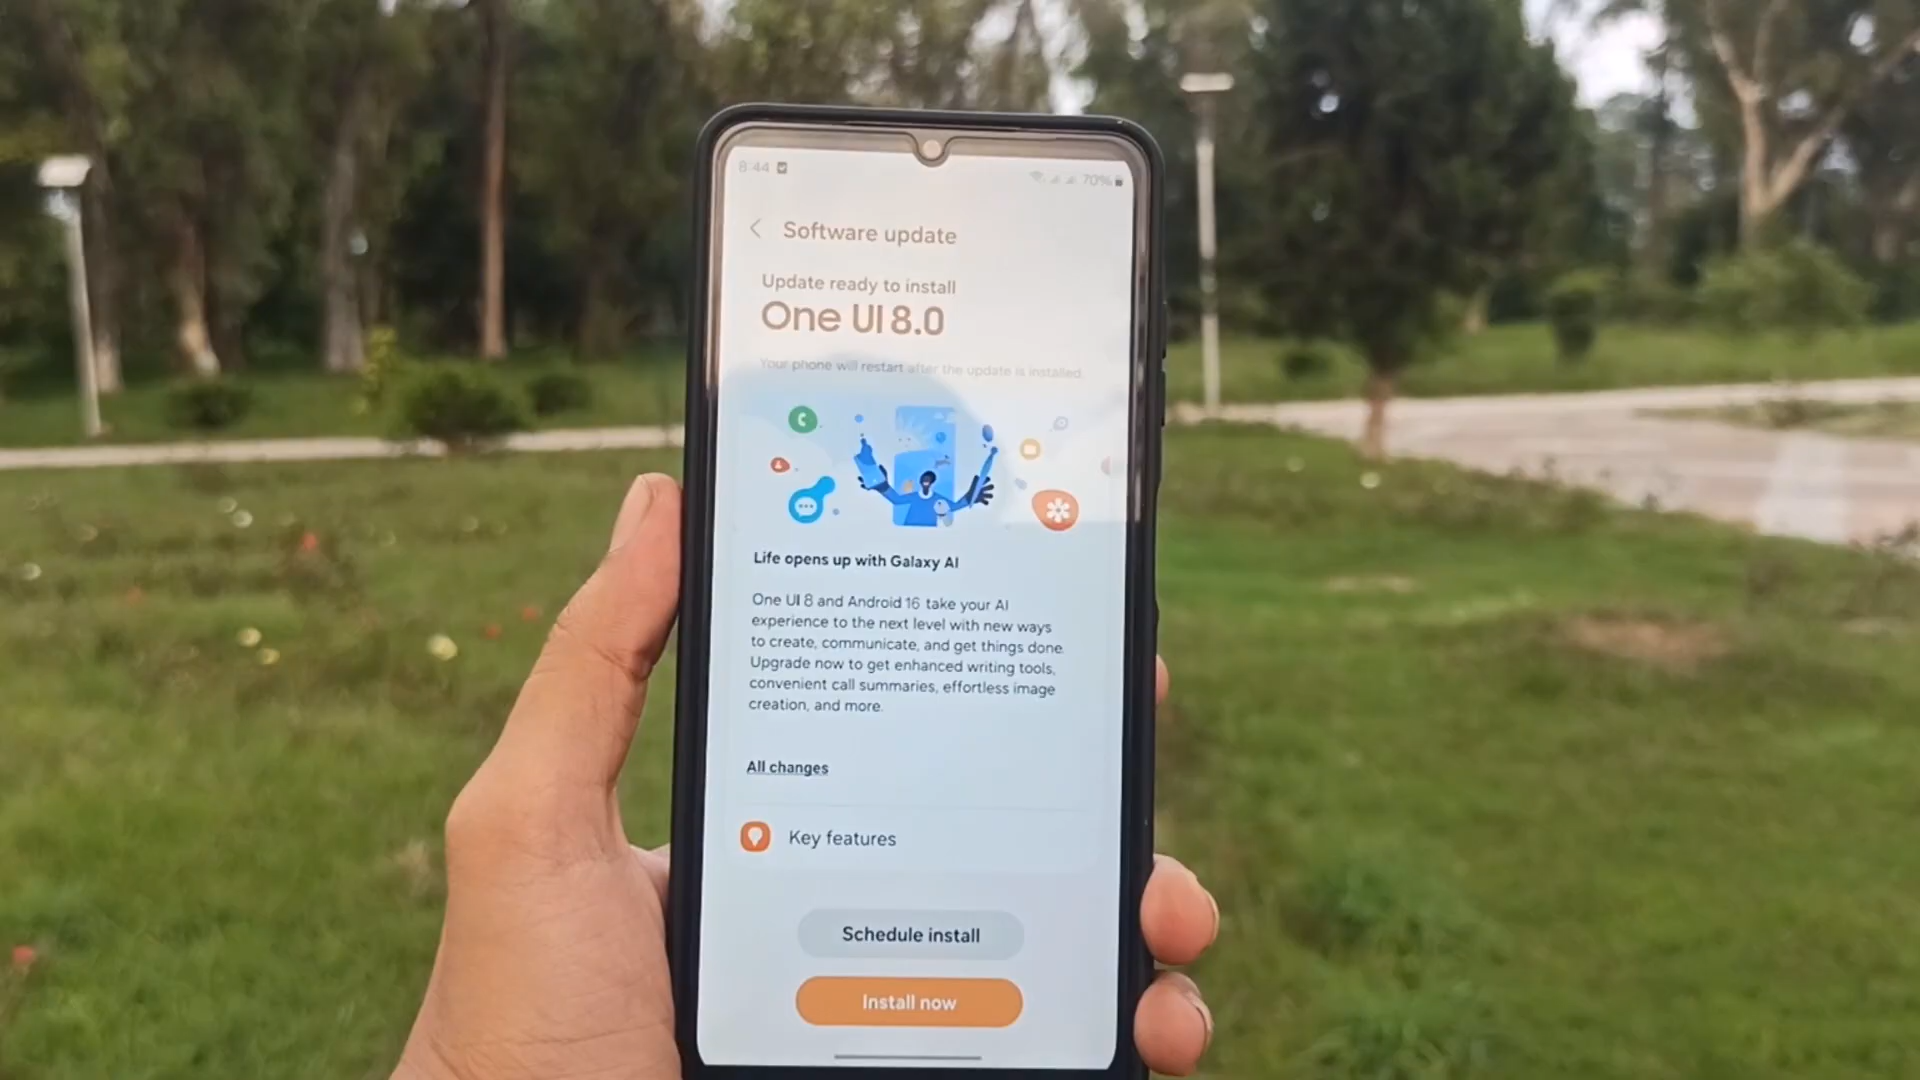 8:44
70%
Software update
Update ready to install
One UI 8.0
Your phone will restart after the update is installed.
Life opens up with Galaxy AI
One UI 8 and Android 16 take your AI
experience to the next level with new ways
to create, communicate, and get things done.
Upgrade now to get enhanced writing tools,
convenient call summaries, effortless image
creation, and more.
All changes
Key features
Schedule install
Install now